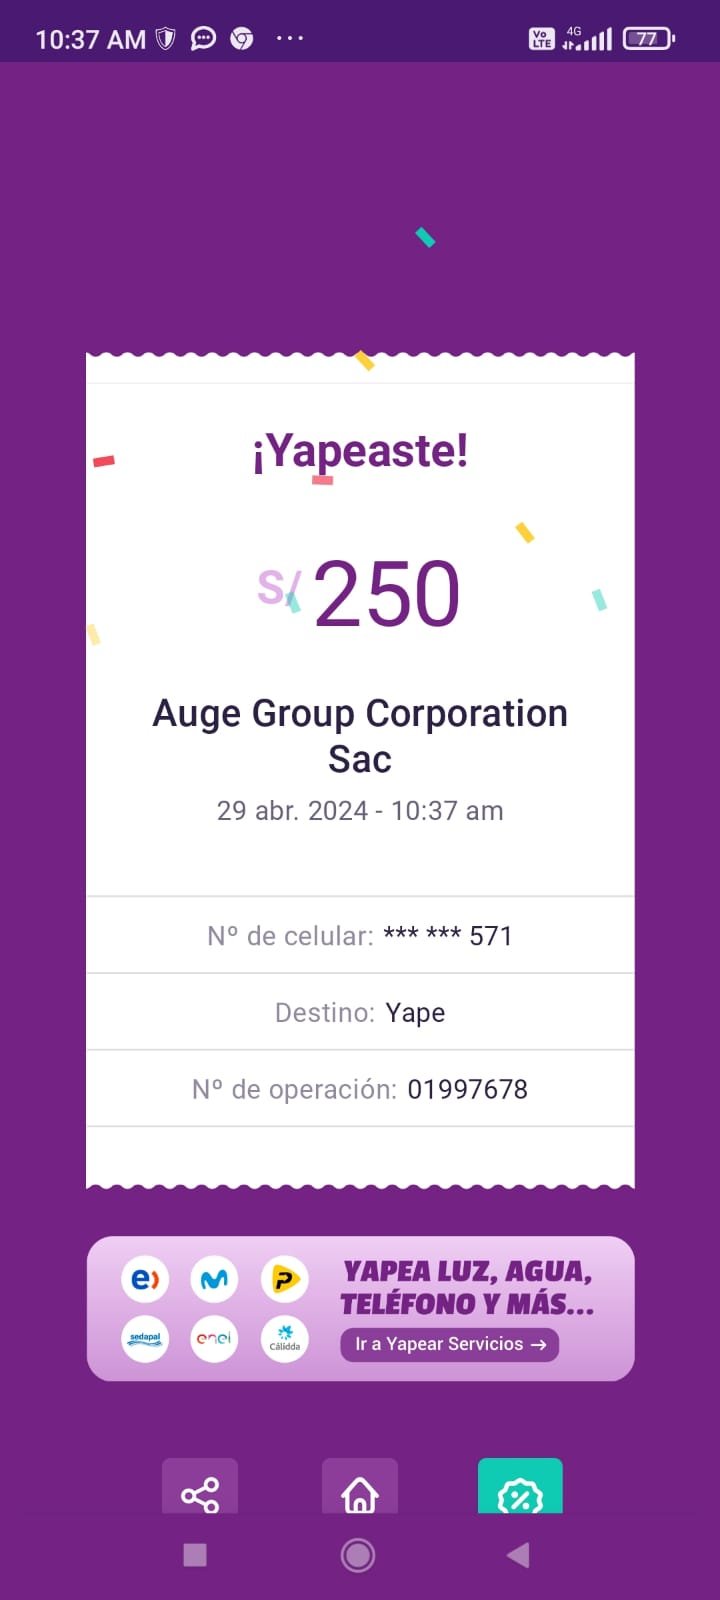 10:37 AM
Vo LTE 4G 77
¡Yapeaste!
S/ 250
Auge Group Corporation
Sac
29 abr. 2024 - 10:37 am
Nº de celular: *** *** 571
Destino: Yape
Nº de operación: 01997678
YAPEA LUZ, AGUA,
TELÉFONO Y MÁS...
Ir a Yapear Servicios →
e)
P
sedapal
enel
Cálidda